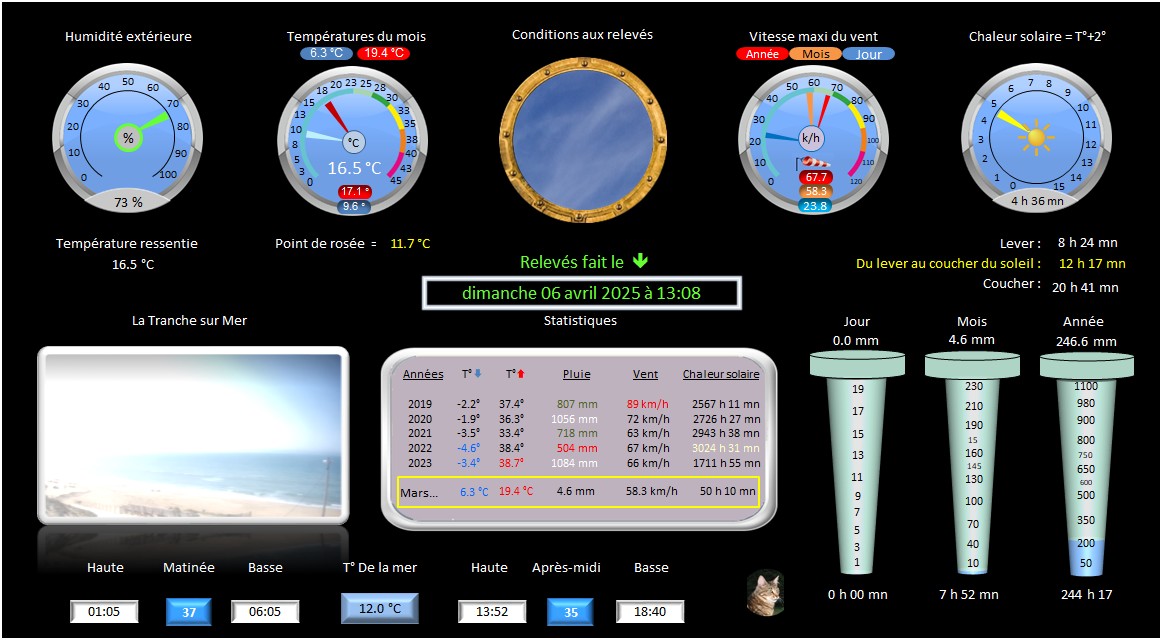 Humidité extérieure
Températures du mois
6.3 °C 19.4 °C
Conditions aux relevés
Vitesse maxi du vent
Année Mois Jour
Chaleur solaire = T°+2°
0 10 20 30 40 50 60 70 80 90 100
%
73 %
0 3 5 8 10 13 15 18 20 23 25 28 30 33 35 38 40 43 45
°C
16.5 °C
17.1 °
9.6 °
0 10 20 30 40 50 60 70 80 90 100 110 120
k/h
67.7
58.3
23.8
0 1 2 3 4 5 6 7 8 9 10 11 12 13 14 15
4 h 36 mn
Température ressentie
16.5 °C
Point de rosée = 11.7 °C
Relevés fait le
dimanche 06 avril 2025 à 13:08
Lever : 8 h 24 mn
Du lever au coucher du soleil : 12 h 17 mn
Coucher : 20 h 41 mn
La Tranche sur Mer
Statistiques
Années T° T° Pluie Vent Chaleur solaire
2019 -2.2° 37.4° 807 mm 89 km/h 2567 h 11 mn
2020 -1.9° 36.3° 1056 mm 72 km/h 2726 h 27 mn
2021 -3.5° 33.4° 718 mm 63 km/h 2943 h 38 mn
2022 -4.6° 38.4° 504 mm 67 km/h 3024 h 31 mn
2023 -3.4° 38.7° 1084 mm 66 km/h 1711 h 55 mn
Mars... 6.3 °C 19.4 °C 4.6 mm 58.3 km/h 50 h 10 mn
Jour
0.0 mm
19
17
15
13
11
9
7
5
3
1
0 h 00 mn
Mois
4.6 mm
230
210
190
15
160
145
130
100
70
40
10
7 h 52 mn
Année
246.6 mm
1100
980
900
800
750
650
600
500
350
200
50
244 h 17
Haute Matinée Basse
01:05 37 06:05
T° De la mer
12.0 °C
Haute Après-midi Basse
13:52 35 18:40